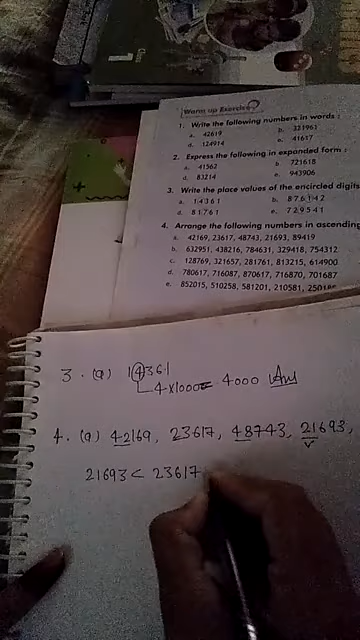 Warm up Exercise
1. Write the following numbers in words :
a. 42619 b. 331961
d. 124914 e. 41617
2. Express the following in expanded form :
a. 41562 b. 721618
d. 83214 e. 943906
3. Write the place values of the encircled digits
a. 14361 b. 876142
d. 81761 e. 729541
4. Arrange the following numbers in ascending
a. 42169, 23617, 48743, 21693, 89419
b. 632951, 438216, 784631, 329418, 754312
c. 128769, 321657, 281761, 813215, 614900
d. 780617, 716087, 870617, 716870, 701687
e. 852015, 510258, 581201, 210581,
3. (a) 14361
4×1000= 4000 Ans
4. (a) 42169, 23617, 48743, 21693,
21693 < 23617